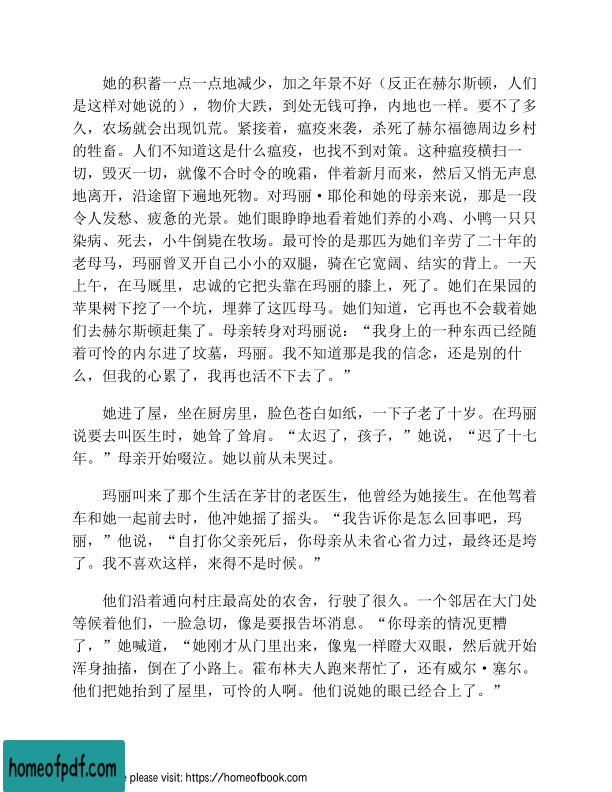 她的积蓄一点一点地减少，加之年景不好（反正在赫尔斯顿，人们
是这样对她说的），物价大跌，到处无钱可挣，内地也一样。要不了多
久，农场就会出现饥荒。紧接着，瘟疫来袭，杀死了赫尔福德周边乡村
的牲畜。人们不知道这是什么瘟疫，也找不到对策。这种瘟疫横扫一
切，毁灭一切，就像不合时令的晚霜，伴着新月而来，然后又悄无声息
地离开，沿途留下遍地死物。对玛丽·耶伦和她的母亲来说，那是一段
令人发愁、疲惫的光景。她们眼睁睁地看着她们养的小鸡、小鸭一只只
染病、死去，小牛倒毙在牧场。最可怜的是那匹为她们辛劳了二十年的
老母马，玛丽曾叉开自己小小的双腿，骑在它宽阔、结实的背上。一天
上午，在马厩里，忠诚的它把头靠在玛丽的膝上，死了。她们在果园的
苹果树下挖了一个坑，埋葬了这匹母马。她们知道，它再也不会载着她
们去赫尔斯顿赶集了。母亲转身对玛丽说：“我身上的一种东西已经随
着可怜的内尔进了坟墓，玛丽。我不知道那是我的信念，还是别的什
么，但我的心累了，我再也活不下去了。”
她进了屋，坐在厨房里，脸色苍白如纸，一下子老了十岁。在玛丽
说要去叫医生时，她耸了耸肩。“太迟了，孩子，”她说，“迟了十七
年。”母亲开始啜泣。她以前从未哭过。
玛丽叫来了那个生活在茅甘的老医生，他曾经为她接生。在他驾着
车和她一起前去时，他冲她摇了摇头。“我告诉你是怎么回事吧，玛
丽，”他说，“自打你父亲死后，你母亲从未省心省力过，最终还是垮
了。我不喜欢这样，来得不是时候。”
他们沿着通向村庄最高处的农舍，行驶了很久。一个邻居在大门处
等候着他们，一脸急切，像是要报告坏消息。“你母亲的情况更糟
了，”她喊道，“她刚才从门里出来，像鬼一样瞪大双眼，然后就开始
浑身抽搐，倒在了小路上。霍布林夫人跑来帮忙了，还有威尔·塞尔。
他们把她抬到了屋里，可怜的人啊。他们说她的眼已经合上了。”
homeofpdf.com
e please visit: https://homeofbook.com